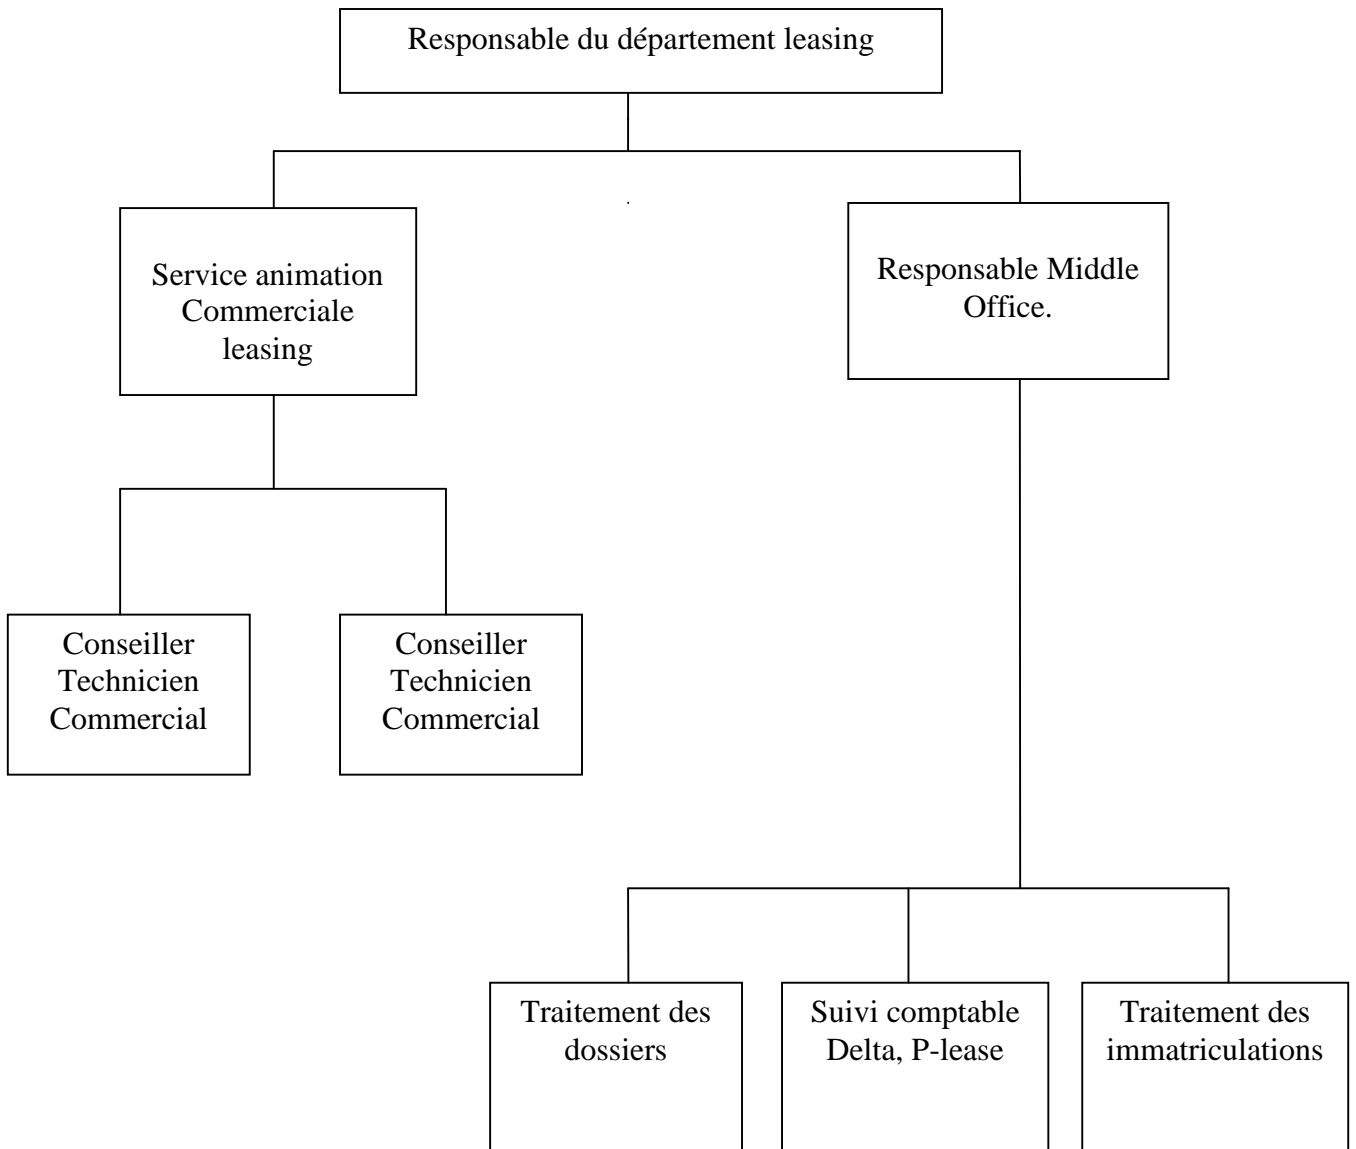 Responsable du département leasing
Service animation
Commerciale
leasing
Responsable Middle
Office.
Conseiller
Technicien
Commercial
Conseiller
Technicien
Commercial
Traitement des
dossiers
Suivi comptable
Delta, P-lease
Traitement des
immatriculations